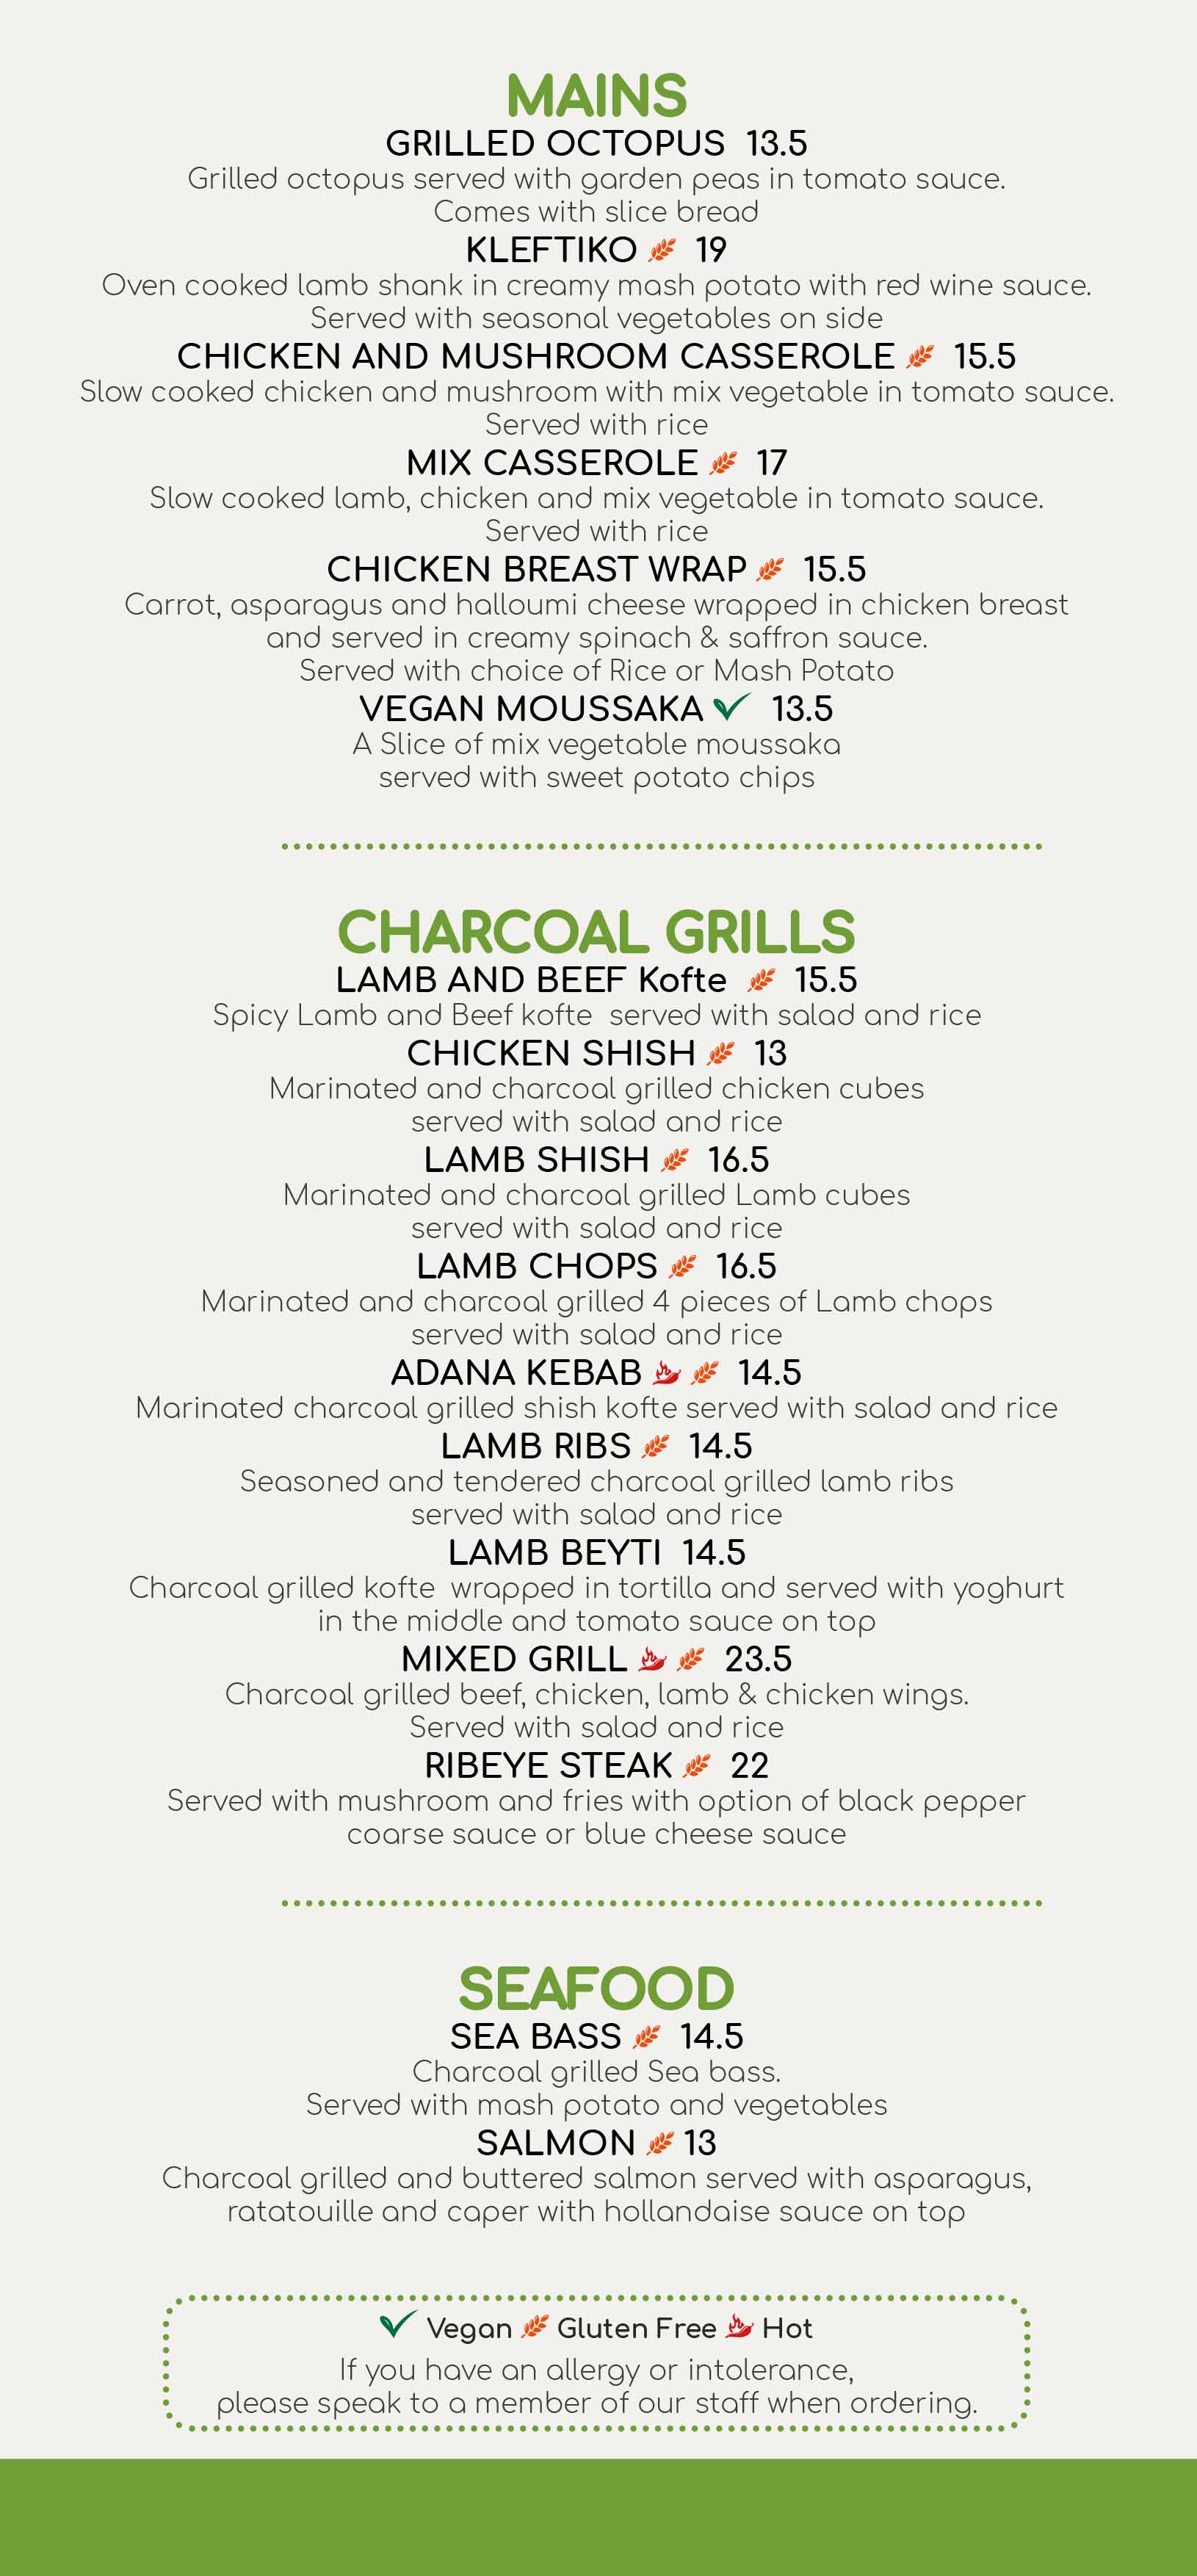 MAINS
GRILLED OCTOPUS 13.5
Grilled octopus served with garden peas in tomato sauce.
Comes with slice bread
KLEFTIKO 19
Oven cooked lamb shank in creamy mash potato with red wine sauce.
Served with seasonal vegetables on side
CHICKEN AND MUSHROOM CASSEROLE 15.5
Slow cooked chicken and mushroom with mix vegetable in tomato sauce.
Served with rice
MIX CASSEROLE 17
Slow cooked lamb, chicken and mix vegetable in tomato sauce.
Served with rice
CHICKEN BREAST WRAP 15.5
Carrot, asparagus and halloumi cheese wrapped in chicken breast
and served in creamy spinach & saffron sauce.
Served with choice of Rice or Mash Potato
VEGAN MOUSSAKA 13.5
A Slice of mix vegetable moussaka
served with sweet potato chips
CHARCOAL GRILLS
LAMB AND BEEF Kofte 15.5
Spicy Lamb and Beef kofte served with salad and rice
CHICKEN SHISH 13
Marinated and charcoal grilled chicken cubes
served with salad and rice
LAMB SHISH 16.5
Marinated and charcoal grilled Lamb cubes
served with salad and rice
LAMB CHOPS 16.5
Marinated and charcoal grilled 4 pieces of Lamb chops
served with salad and rice
ADANA KEBAB 14.5
Marinated charcoal grilled shish kofte served with salad and rice
LAMB RIBS 14.5
Seasoned and tendered charcoal grilled lamb ribs
served with salad and rice
LAMB BEYTI 14.5
Charcoal grilled kofte wrapped in tortilla and served with yoghurt
in the middle and tomato sauce on top
MIXED GRILL 23.5
Charcoal grilled beef, chicken, lamb & chicken wings.
Served with salad and rice
RIBEYE STEAK 22
Served with mushroom and fries with option of black pepper
coarse sauce or blue cheese sauce
SEAFOOD
SEA BASS 14.5
Charcoal grilled Sea bass.
Served with mash potato and vegetables
SALMON 13
Charcoal grilled and buttered salmon served with asparagus,
ratatouille and caper with hollandaise sauce on top
Vegan Gluten Free Hot
If you have an allergy or intolerance,
please speak to a member of our staff when ordering.